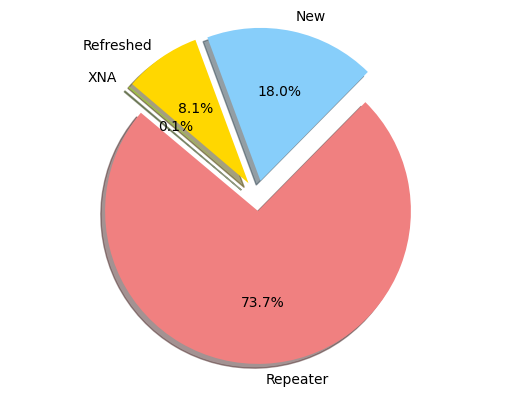 New
Refreshed
XNA
18.0%
8.1%
0.1%
73.7%
Repeater